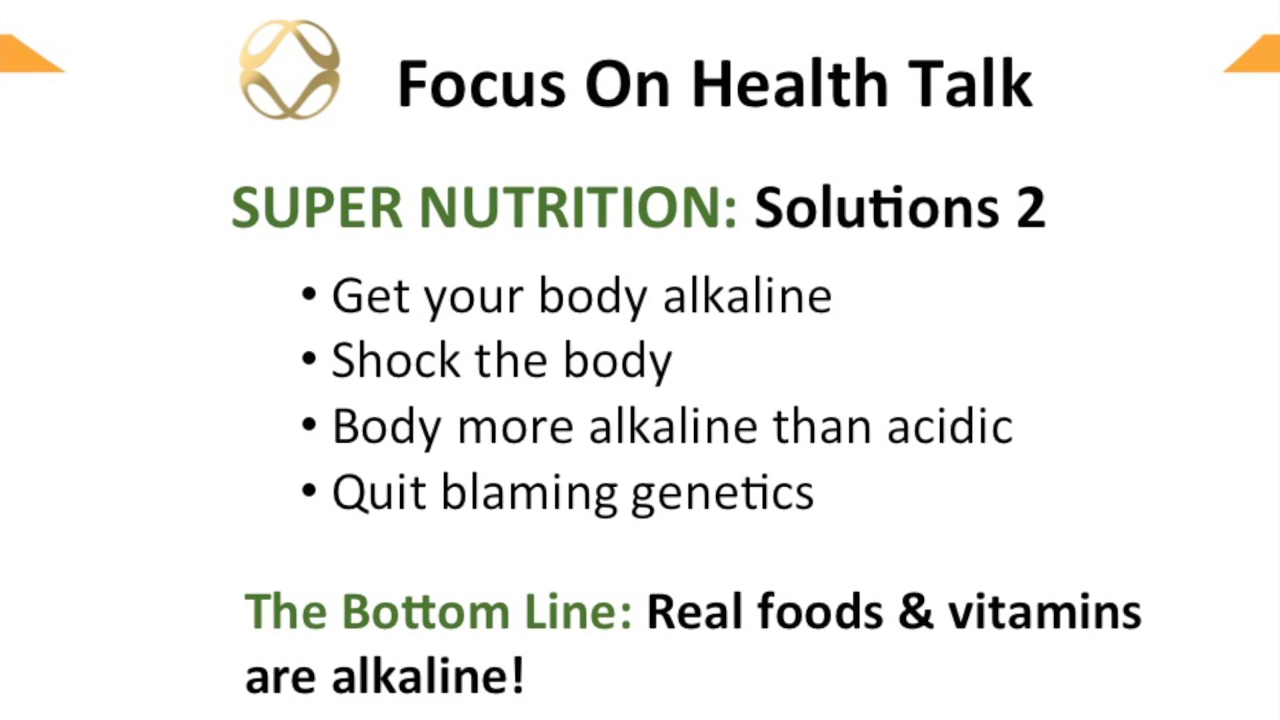 Focus On Health Talk
SUPER NUTRITION: Solutions 2
• Get your body alkaline
• Shock the body
• Body more alkaline than acidic
• Quit blaming genetics
The Bottom Line: Real foods & vitamins
are alkaline!